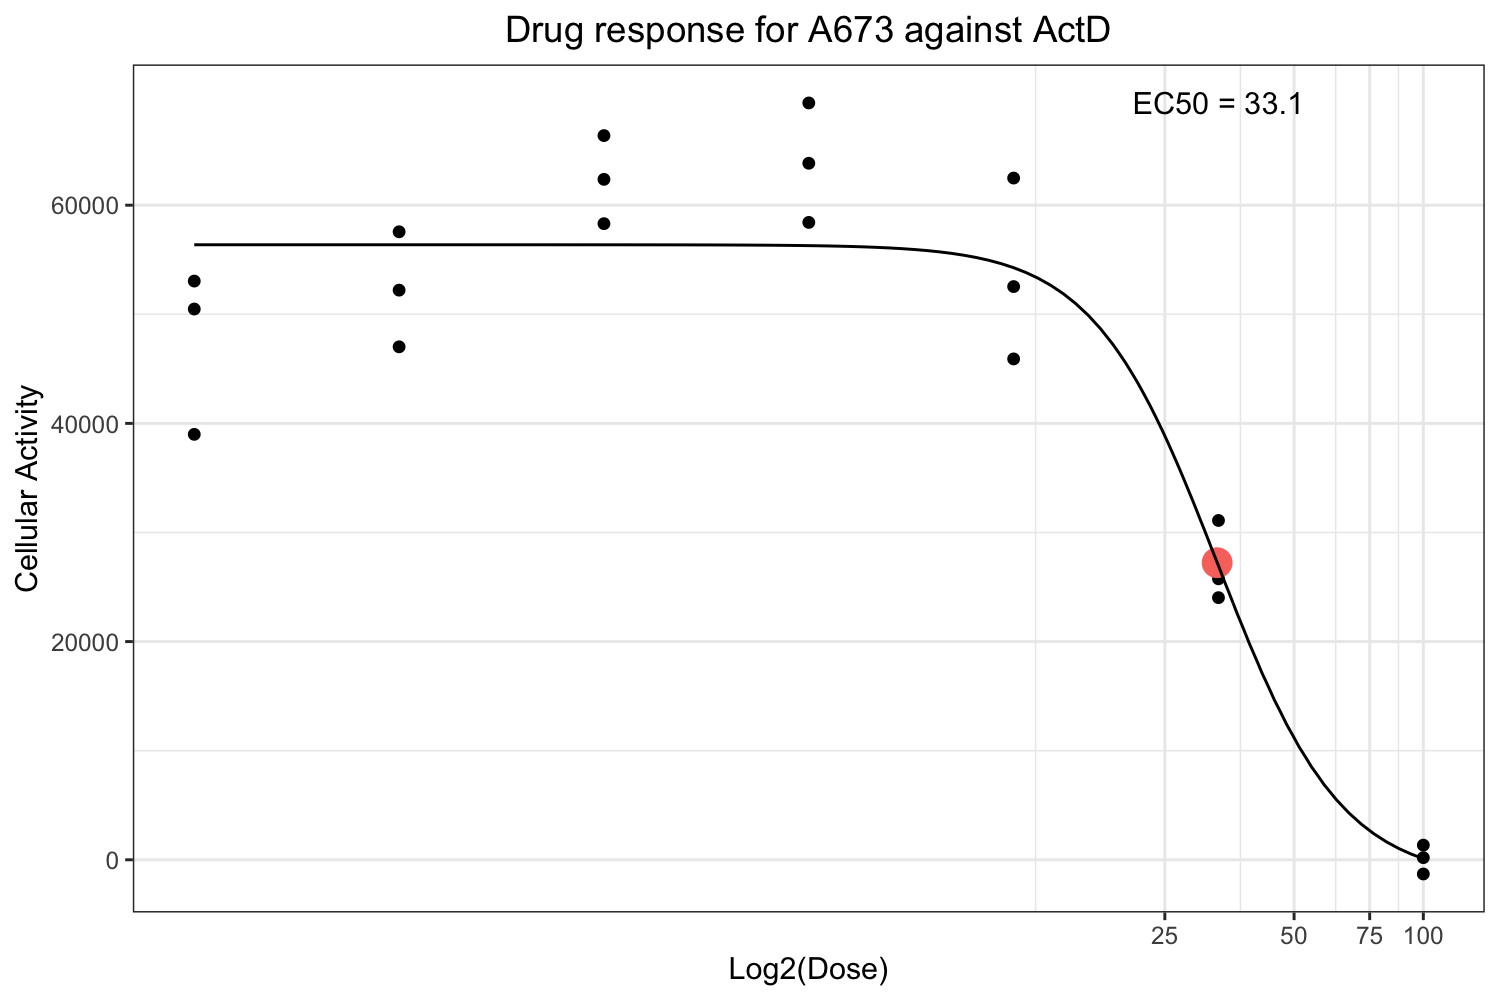 Drug response for A673 against ActD
EC50 = 33.1
60000
40000
20000
0
Cellular Activity
25 50 75 100
Log2(Dose)